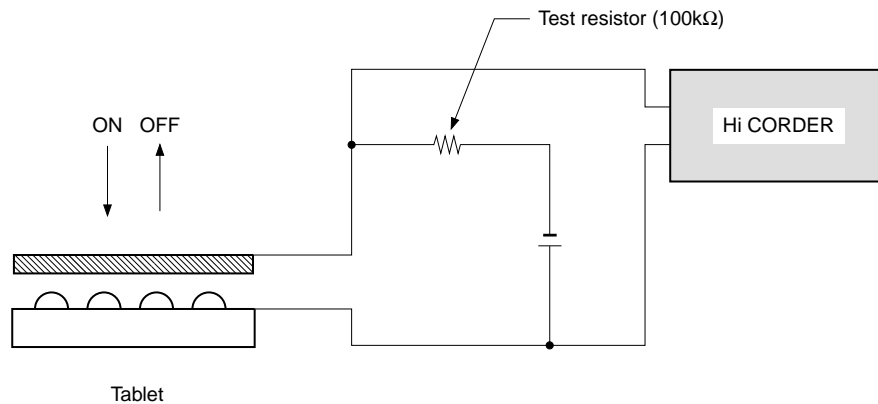 Test resistor (100kΩ)
ON OFF
Hi CORDER
Tablet